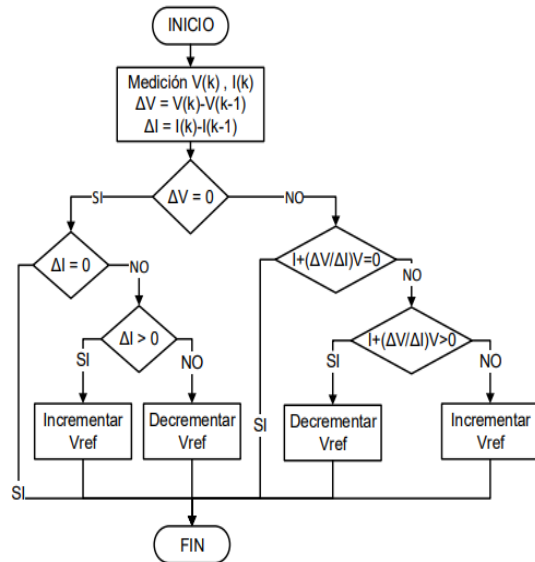 INICIO
Medición V(k) , I(k)
ΔV = V(k)-V(k-1)
ΔI = I(k)-I(k-1)
SI
ΔV = 0
NO
ΔI = 0
NO
I+(ΔV/ΔI)V=0
NO
ΔI > 0
I+(ΔV/ΔI)V>0
SI
NO
SI
NO
Incrementar
Vref
Decrementar
Vref
SI
Decrementar
Vref
Incrementar
Vref
SI
FIN